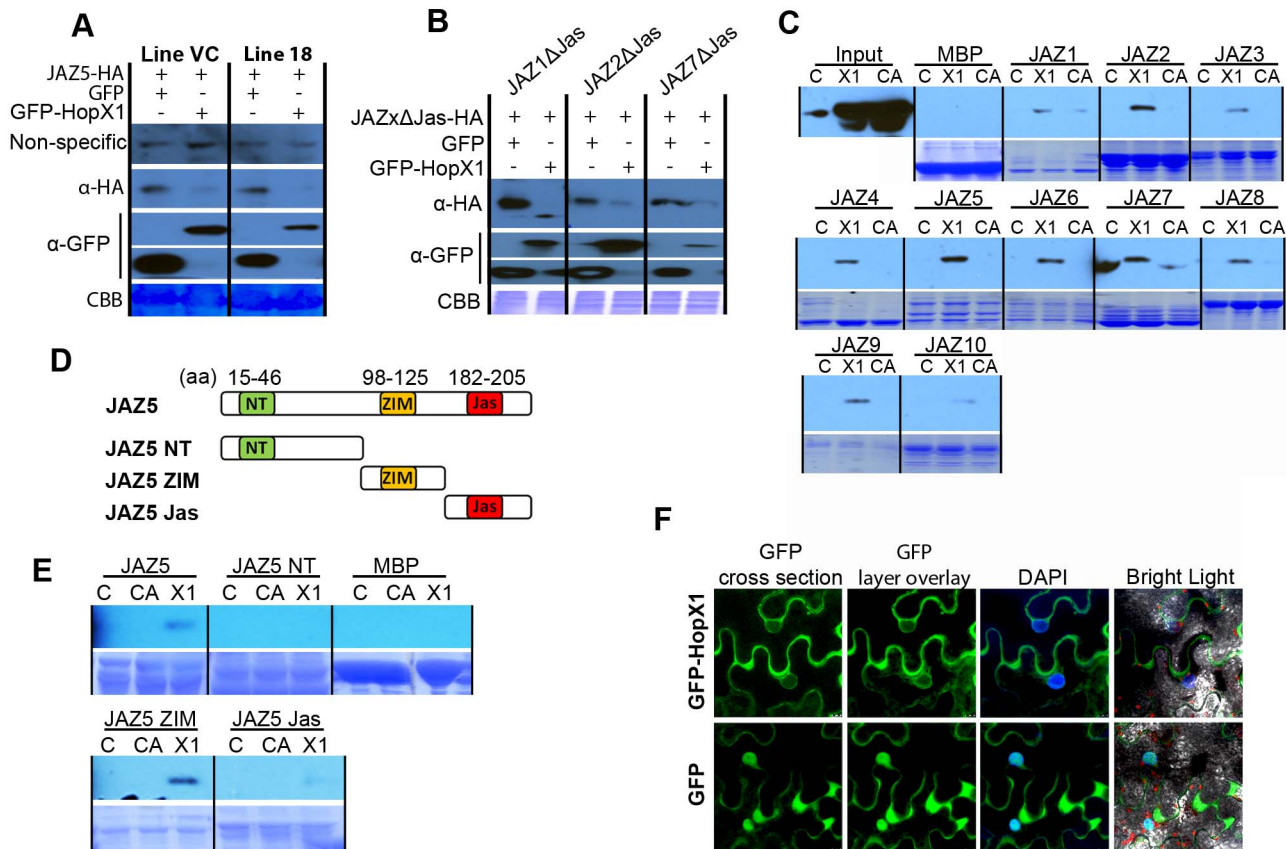 A
Line VC Line 18
JAZ5-HA + + + +
GFP + - + -
GFP-HopX1 - + - +
Non-specific
α-HA
α-GFP
CBB
B
JAZ1ΔJas JAZ2ΔJas JAZ7ΔJas
JAZxΔJas-HA + + + + + +
GFP + - + - + -
GFP-HopX1 - + - + - +
α-HA
α-GFP
CBB
C
Input MBP JAZ1 JAZ2 JAZ3
C X1 CA C X1 CA C X1 CA C X1 CA C X1 CA
JAZ4 JAZ5 JAZ6 JAZ7 JAZ8
C X1 CA C X1 CA C X1 CA C X1 CA C X1 CA
JAZ9 JAZ10
C X1 CA C X1 CA
D
(aa) 15-46 98-125 182-205
JAZ5 NT ZIM Jas
JAZ5 NT NT
JAZ5 ZIM ZIM
JAZ5 Jas Jas
E
JAZ5 JAZ5 NT MBP
C CA X1 C CA X1 C CA X1
JAZ5 ZIM JAZ5 Jas
C CA X1 C CA X1
F
GFP cross section GFP layer overlay DAPI Bright Light
GFP-HopX1
GFP